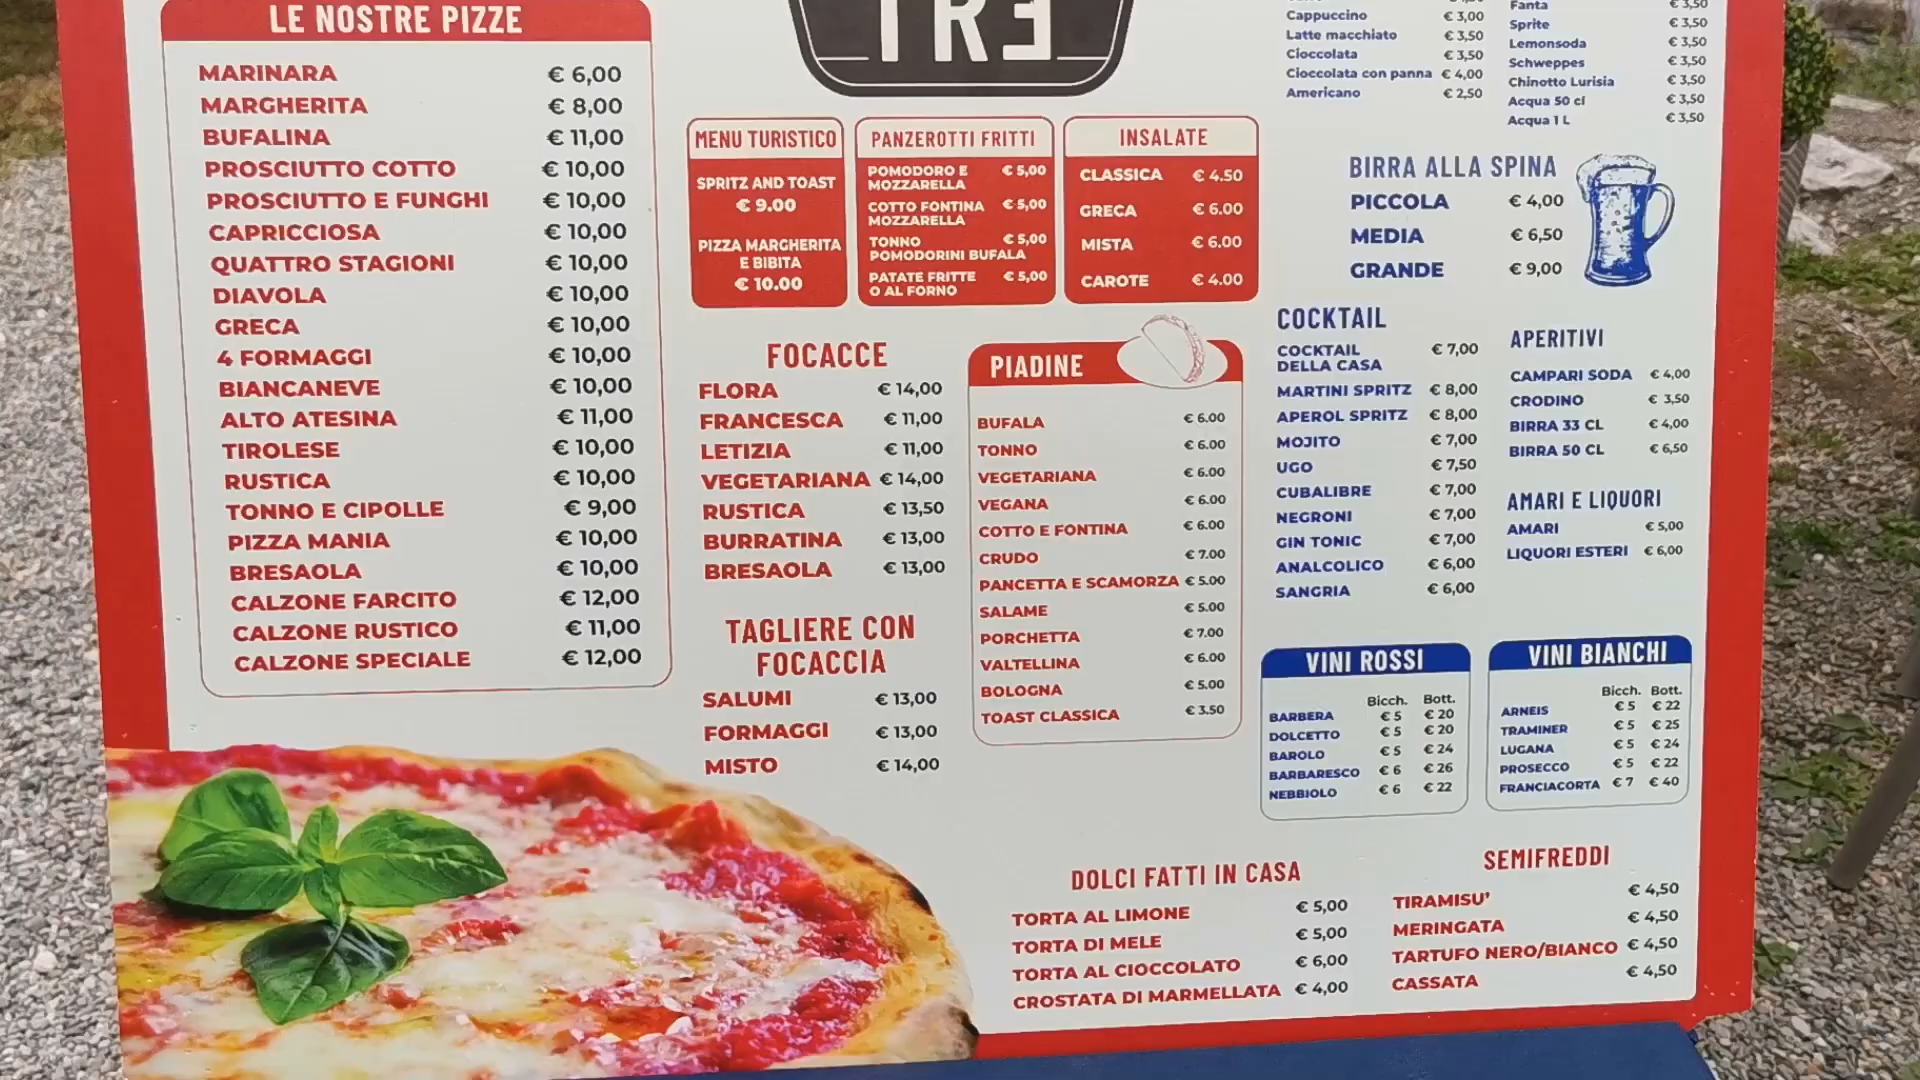 LE NOSTRE PIZZE
MARINARA € 6,00
MARGHERITA € 8,00
BUFALINA € 11,00
PROSCIUTTO COTTO € 10,00
PROSCIUTTO E FUNGHI € 10,00
CAPRICCIOSA € 10,00
QUATTRO STAGIONI € 10,00
DIAVOLA € 10,00
GRECA € 10,00
4 FORMAGGI € 10,00
BIANCANEVE € 10,00
ALTO ATESINA € 11,00
TIROLESE € 10,00
RUSTICA € 10,00
TONNO E CIPOLLE € 9,00
PIZZA MANIA € 10,00
BRESAOLA € 10,00
CALZONE FARCITO € 12,00
CALZONE RUSTICO € 11,00
CALZONE SPECIALE € 12,00
TRE
MENU TURISTICO
SPRITZ AND TOAST
€ 9.00
PIZZA MARGHERITA
E BIBITA
€ 10.00
PANZEROTTI FRITTI
POMODORO E € 5,00
MOZZARELLA
COTTO FONTINA € 5,00
MOZZARELLA
TONNO € 5,00
POMODORINI BUFALA
PATATE FRITTE € 5,00
O AL FORNO
INSALATE
CLASSICA € 4.50
GRECA € 6.00
MISTA € 6.00
CAROTE € 4.00
FOCACCE
FLORA € 14,00
FRANCESCA € 11,00
LETIZIA € 11,00
VEGETARIANA € 14,00
RUSTICA € 13,50
BURRATINA € 13,00
BRESAOLA € 13,00
TAGLIERE CON
FOCACCIA
SALUMI € 13,00
FORMAGGI € 13,00
MISTO € 14,00
PIADINE
BUFALA € 6.00
TONNO € 6.00
VEGETARIANA € 6.00
VEGANA € 6.00
COTTO E FONTINA € 6.00
CRUDO € 7.00
PANCETTA E SCAMORZA € 5.00
SALAME € 5.00
PORCHETTA € 7.00
VALTELLINA € 6.00
BOLOGNA € 5.00
TOAST CLASSICA € 3.50
Cappuccino € 3,00
Latte macchiato € 3,50
Cioccolata € 3,50
Cioccolata con panna € 4,00
Americano € 2,50
Fanta € 3,50
Sprite € 3,50
Lemonsoda € 3,50
Schweppes € 3,50
Chinotto Lurisia € 3,50
Acqua 50 cl € 3,50
Acqua 1 L € 3,50
BIRRA ALLA SPINA
PICCOLA € 4,00
MEDIA € 6,50
GRANDE € 9,00
COCKTAIL
COCKTAIL € 7,00
DELLA CASA
MARTINI SPRITZ € 8,00
APEROL SPRITZ € 8,00
MOJITO € 7,00
UGO € 7,50
CUBALIBRE € 7,00
NEGRONI € 7,00
GIN TONIC € 7,00
ANALCOLICO € 6,00
SANGRIA € 6,00
APERITIVI
CAMPARI SODA € 4,00
CRODINO € 3,50
BIRRA 33 CL € 4,00
BIRRA 50 CL € 6,50
AMARI E LIQUORI
AMARI € 5,00
LIQUORI ESTERI € 6,00
VINI ROSSI
Bicch. Bott.
BARBERA € 5 € 20
DOLCETTO € 5 € 20
BAROLO € 5 € 24
BARBARESCO € 6 € 26
NEBBIOLO € 6 € 22
VINI BIANCHI
Bicch. Bott.
ARNEIS € 5 € 22
TRAMINER € 5 € 25
LUGANA € 5 € 24
PROSECCO € 5 € 22
FRANCIACORTA € 7 € 40
DOLCI FATTI IN CASA
TORTA AL LIMONE € 5,00
TORTA DI MELE € 5,00
TORTA AL CIOCCOLATO € 6,00
CROSTATA DI MARMELLATA € 4,00
SEMIFREDDI
TIRAMISU' € 4,50
MERINGATA € 4,50
TARTUFO NERO/BIANCO € 4,50
CASSATA € 4,50